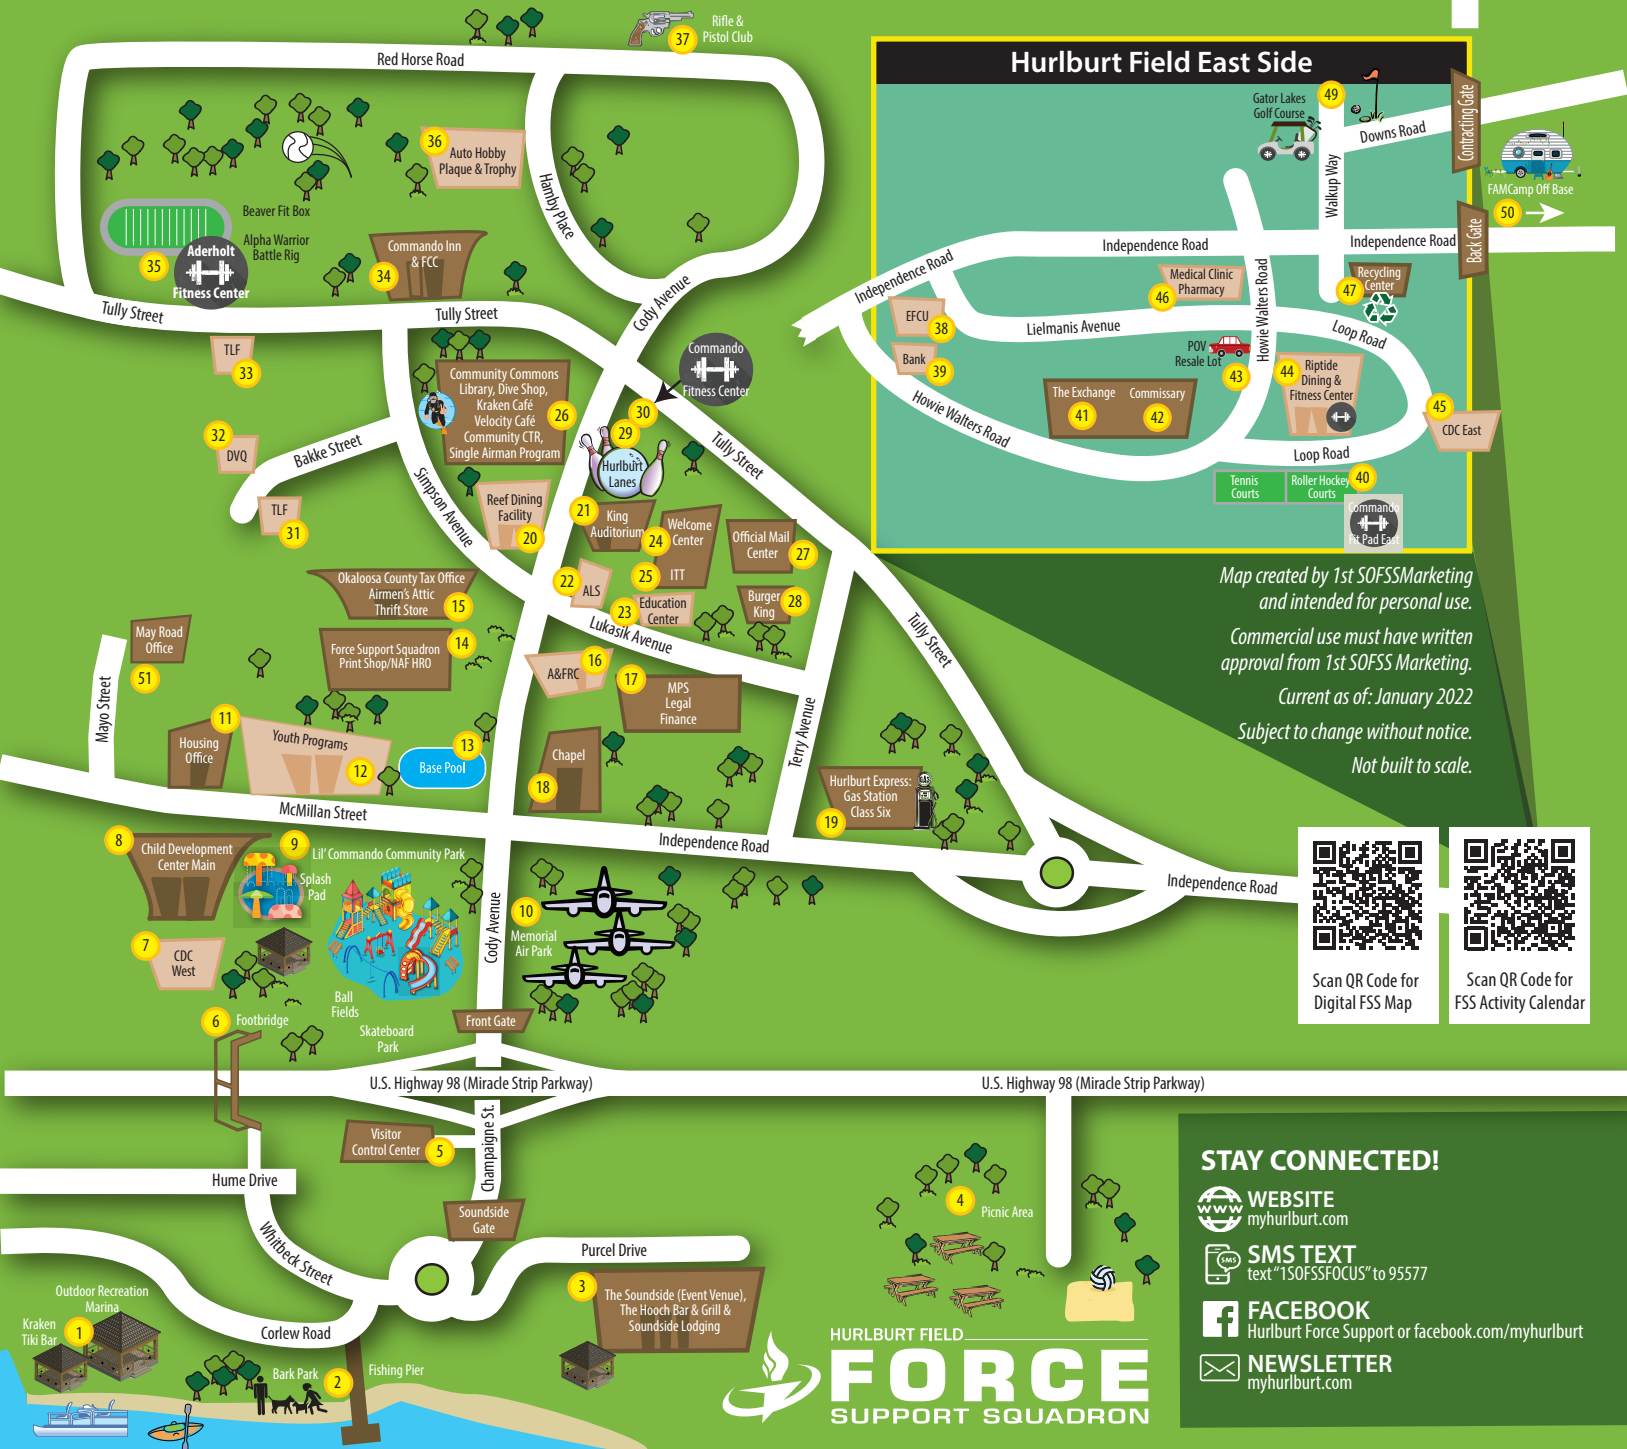 Rifle &
Pistol Club
37
Red Horse Road
36
Auto Hobby
Plaque & Trophy
Hamby Place
Beaver Fit Box
Alpha Warrior
Battle Rig
Aderholt
Fitness Center
35
Commando Inn
& FCC
34
Tully Street
Tully Street
Cody Avenue
TLF
33
Commando
Fitness Center
Community Commons
Library, Dive Shop,
Kraken Café
Velocity Café
Community CTR,
Single Airman Program
26
30
29
Hurlburt
Lanes
Tully Street
32
DVQ
Bakke Street
Simpson Avenue
TLF
31
Reef Dining
Facility
20
21
King
Auditorium
24
Welcome
Center
25
ITT
Official Mail
Center
27
22
ALS
23
Education
Center
Burger
King
28
Lukasik Avenue
Tully Street
Okaloosa County Tax Office
Airmen's Attic
Thrift Store
15
Force Support Squadron
Print Shop/NAF HRO
14
May Road
Office
51
Mayo Street
A&FRC
16
17
MPS
Legal
Finance
Terry Avenue
11
Housing
Office
Youth Programs
12
13
Base Pool
Chapel
18
Hurlburt Express:
Gas Station
Class Six
19
McMillan Street
Independence Road
Independence Road
8
Child Development
Center Main
9
Lil' Commando Community Park
Splash
Pad
7
CDC
West
Ball
Fields
Skateboard
Park
Cody Avenue
10
Memorial
Air Park
6
Footbridge
Front Gate
U.S. Highway 98 (Miracle Strip Parkway)
U.S. Highway 98 (Miracle Strip Parkway)
Visitor
Control Center
5
Champaigne St.
Hume Drive
Soundside
Gate
Whitbeck Street
Purcel Drive
4
Picnic Area
3
The Soundside (Event Venue),
The Hooch Bar & Grill &
Soundside Lodging
Outdoor Recreation
Marina
Kraken
Tiki Bar
1
Corlew Road
Bark Park
2
Fishing Pier
Hurlburt Field East Side
49
Gator Lakes
Golf Course
Downs Road
Contracting Gate
Walkup Way
FAMCamp Off Base
50
Back Gate
Independence Road
Independence Road
Independence Road
Medical Clinic
Pharmacy
46
Howie Walters Road
Recycling
Center
47
EFCU
38
Lielmanis Avenue
Loop Road
Bank
39
POV
Resale Lot
43
44
Riptide
Dining &
Fitness Center
The Exchange
41
Commissary
42
45
CDC East
Howie Walters Road
Loop Road
Tennis
Courts
Roller Hockey
Courts
40
Commando
Fit Pad East
Map created by 1st SOFSSMarketing
and intended for personal use.
Commercial use must have written
approval from 1st SOFSS Marketing.
Current as of: January 2022
Subject to change without notice.
Not built to scale.
Scan QR Code for
Digital FSS Map
Scan QR Code for
FSS Activity Calendar
STAY CONNECTED!
WWW
WEBSITE
myhurlburt.com
SMS
SMS TEXT
text "1SOFSSFOCUS" to 95577
FACEBOOK
Hurlburt Force Support or facebook.com/myhurlburt
NEWSLETTER
myhurlburt.com
HURLBURT FIELD
FORCE
SUPPORT SQUADRON
28